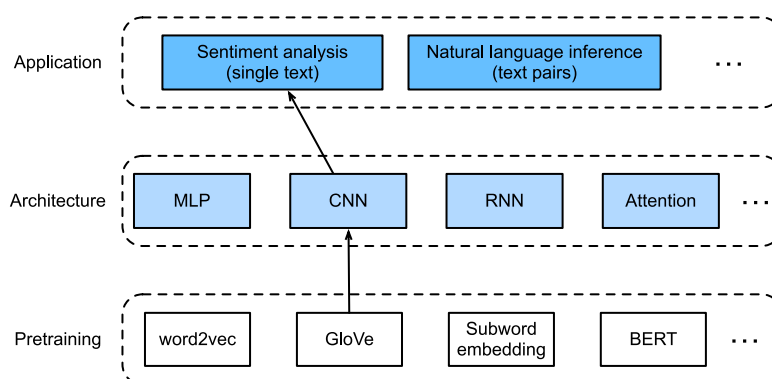 Application
Sentiment analysis
(single text)
Natural language inference
(text pairs)
...
Architecture
MLP
CNN
RNN
Attention
...
Pretraining
word2vec
GloVe
Subword
embedding
BERT
...